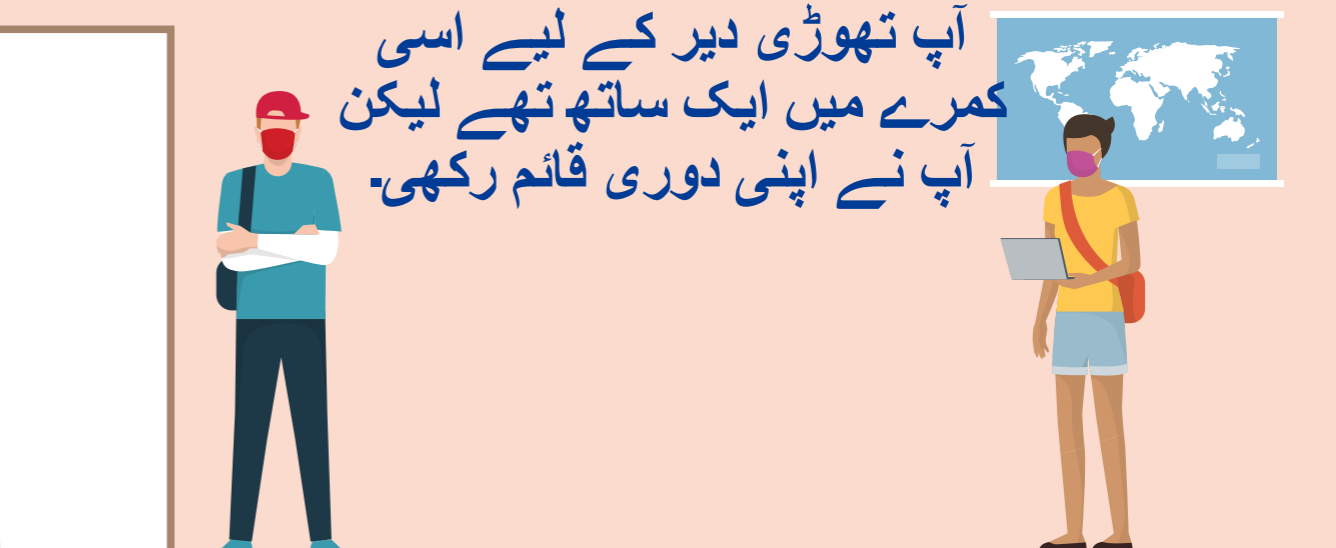 آپ تھوڑی دیر کے لیے اسی
کمرے میں ایک ساتھ تھے لیکن
آپ نے اپنی دوری قائم رکھی۔